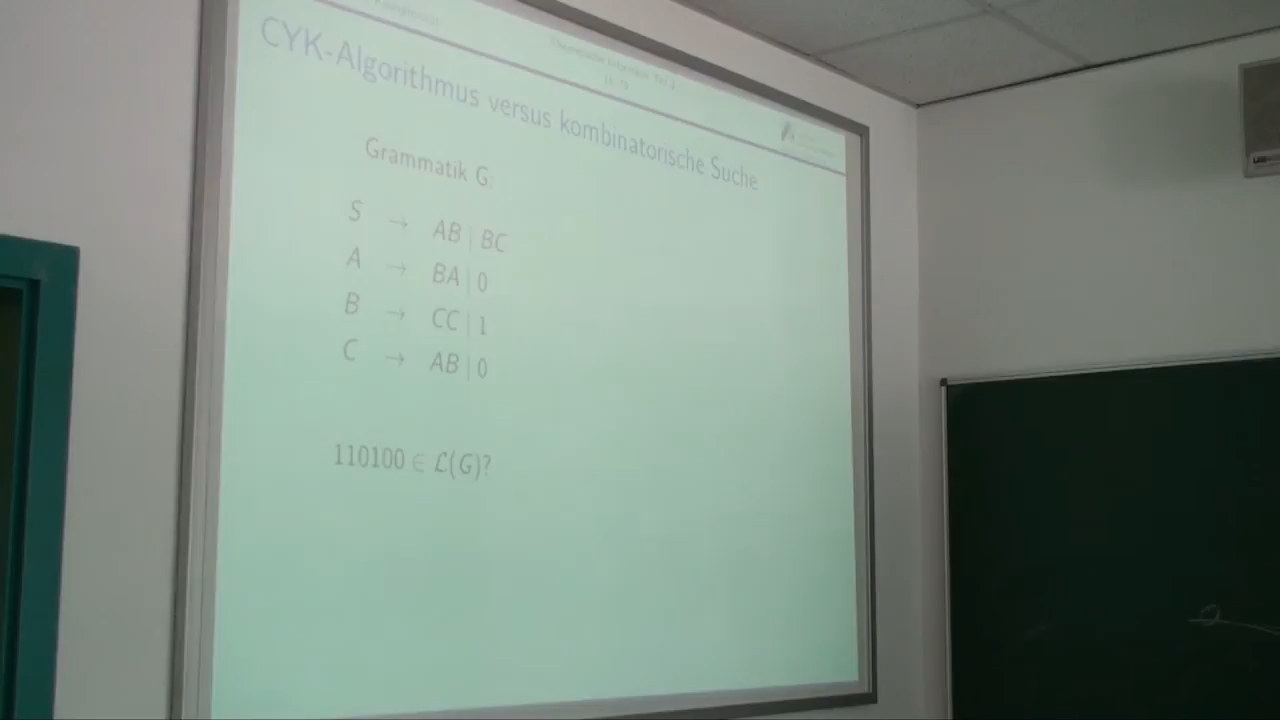 CYK-Algorithmus versus kombinatorische Suche
Grammatik G:
S → AB | BC
A → BA | 0
B → CC | 1
C → AB | 0
110100 ∈ ℒ(G)?